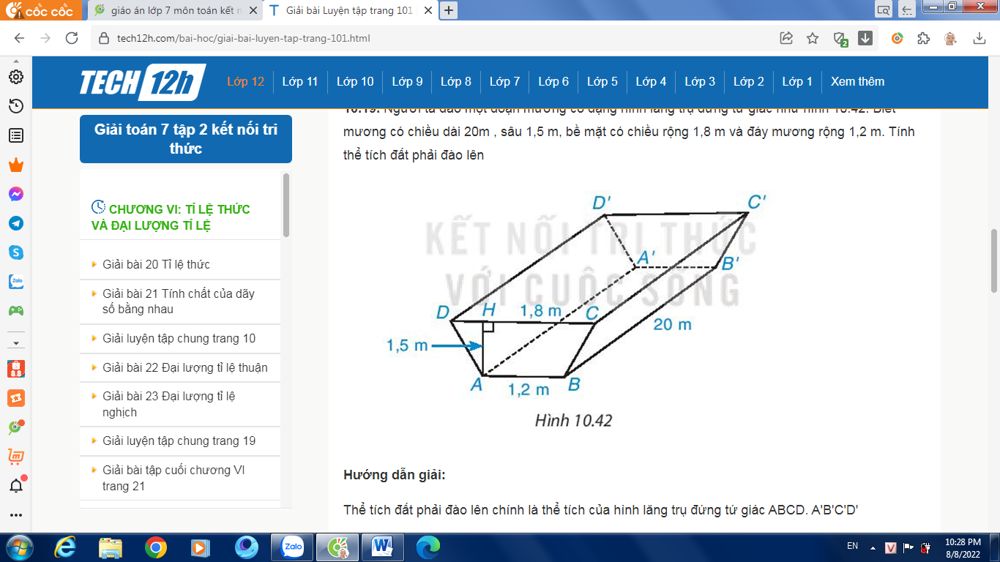 cốc cốc
giáo án lớp 7 môn toán kết n
Giải bài Luyện tập trang 101
tech12h.com/bai-hoc/giai-bai-luyen-tap-trang-101.html
2
TECH 12h
Lớp 12 Lớp 11 Lớp 10 Lớp 9 Lớp 8 Lớp 7 Lớp 6 Lớp 5 Lớp 4 Lớp 3 Lớp 2 Lớp 1 Xem thêm
Giải toán 7 tập 2 kết nối tri
thức
CHƯƠNG VI: TỈ LỆ THỨC
VÀ ĐẠI LƯỢNG TỈ LỆ
Giải bài 20 Tỉ lệ thức
Giải bài 21 Tính chất của dãy
số bằng nhau
Giải luyện tập chung trang 10
Giải bài 22 Đại lượng tỉ lệ thuận
Giải bài 23 Đại lượng tỉ lệ
nghịch
Giải luyện tập chung trang 19
Giải bài tập cuối chương VI
trang 21
10.19. Người ta đào một đoạn mương có dạng hình lăng trụ đứng tứ giác như hình 10.42. Biết
mương có chiều dài 20m , sâu 1,5 m, bề mặt có chiều rộng 1,8 m và đáy mương rộng 1,2 m. Tính
thể tích đất phải đào lên
KẾT NỐI TRI THỨC
VỚI CUỘC SỐNG
D'
C'
A'
B'
D
H
1,8 m
C
20 m
1,5 m
A
1,2 m
B
Hình 10.42
Hướng dẫn giải:
Thể tích đất phải đào lên chính là thể tích của hình lăng trụ đứng tứ giác ABCD. A'B'C'D'
Zalo
8.8
Zalo
EN
V
10:28 PM
8/8/2022